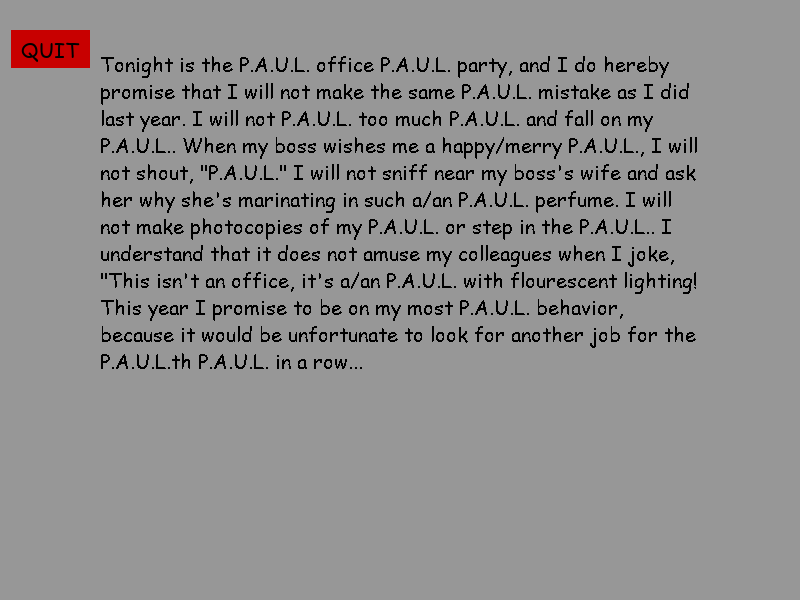 QUIT
Tonight is the P.A.U.L. office P.A.U.L. party, and I do hereby
promise that I will not make the same P.A.U.L. mistake as I did
last year. I will not P.A.U.L. too much P.A.U.L. and fall on my
P.A.U.L.. When my boss wishes me a happy/merry P.A.U.L., I will
not shout, "P.A.U.L." I will not sniff near my boss's wife and ask
her why she's marinating in such a/an P.A.U.L. perfume. I will
not make photocopies of my P.A.U.L. or step in the P.A.U.L.. I
understand that it does not amuse my colleagues when I joke,
"This isn't an office, it's a/an P.A.U.L. with flourescent lighting!
This year I promise to be on my most P.A.U.L. behavior,
because it would be unfortunate to look for another job for the
P.A.U.L.th P.A.U.L. in a row...